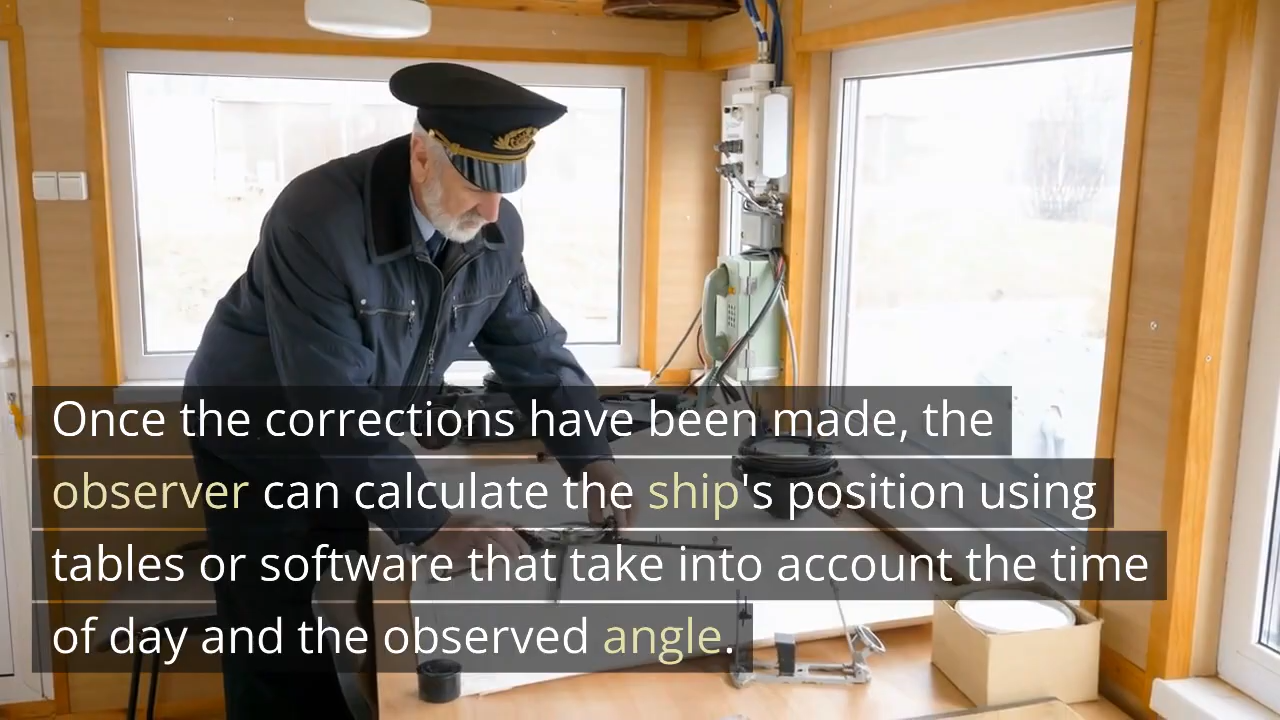 Once the corrections have been made, the
observer can calculate the ship's position using
tables or software that take into account the time
of day and the observed angle.